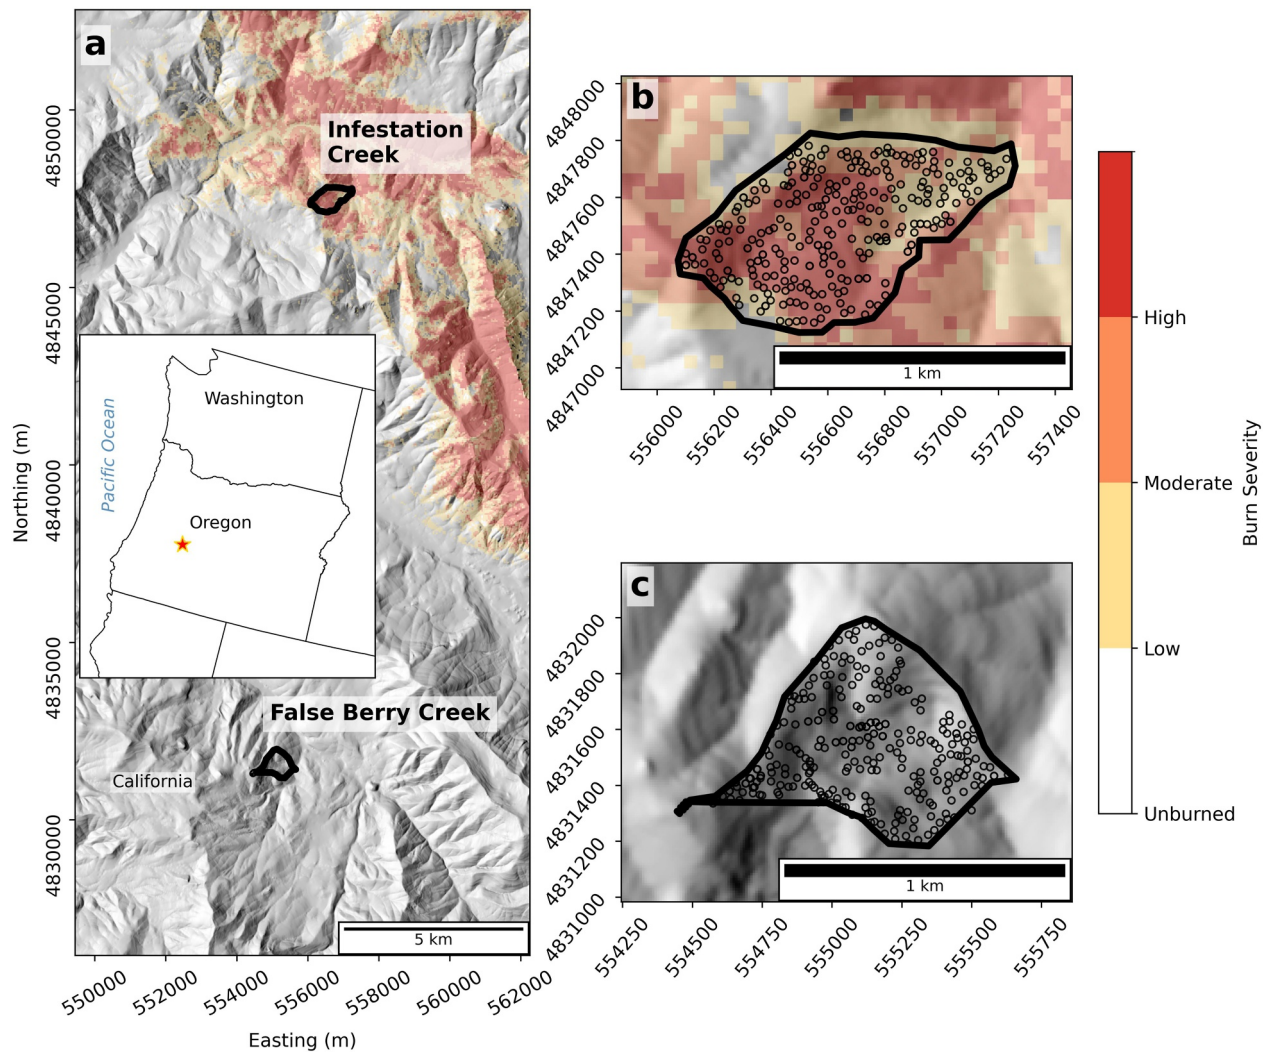 a
Infestation
Creek
4850000
4845000
4840000
4835000
4830000
Northing (m)
Washington
Pacific Ocean
Oregon
California
False Berry Creek
5 km
550000
552000
554000
556000
558000
560000
562000
Easting (m)
b
4848000
4847800
4847600
4847400
4847200
4847000
1 km
556000
556200
556400
556600
556800
557000
557200
557400
c
4832000
4831800
4831600
4831400
4831200
4831000
1 km
554250
554500
554750
555000
555250
555500
555750
High
Moderate
Low
Unburned
Burn Severity